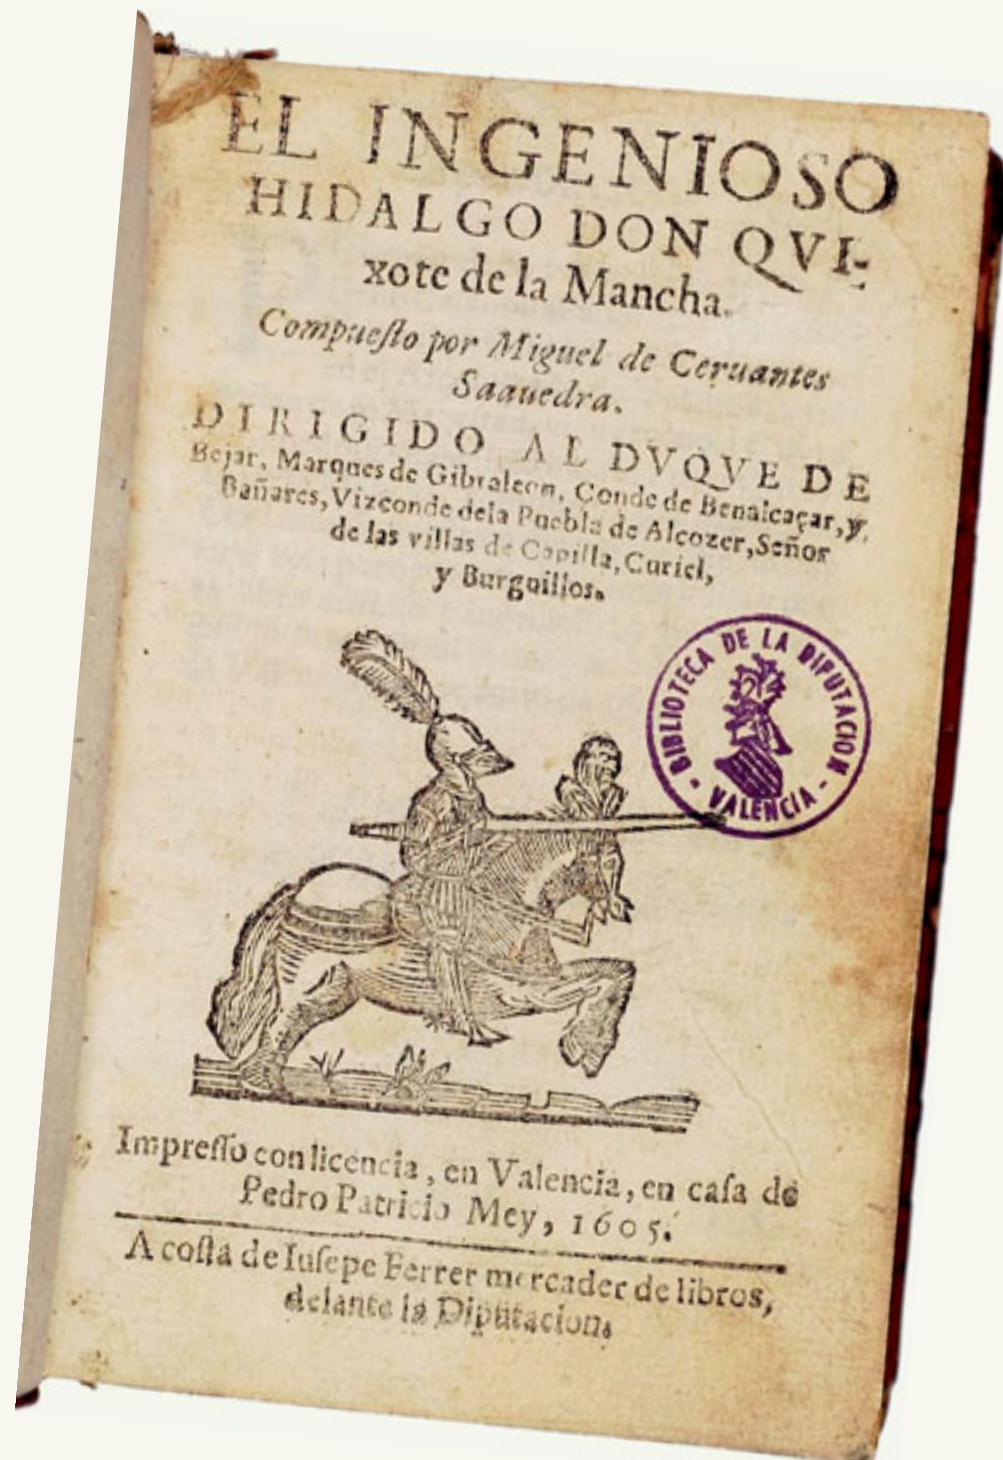 EL INGENIOSO
HIDALGO DON QVI-
xote de la Mancha.
Compueſto por Miguel de Ceruantes
Saauedra.
DIRIGIDO AL DVQVE DE
Bejar, Marques de Gibraleon, Conde de Benalcaçar, y
Bañares, Vizconde dela Puebla de Alcozer, Señor
de las villas de Capilla, Curiel,
y Burguillos.
BIBLIOTECA DE LA DIPUTACION
- VALENCIA -
Impreſſo con licencia, en Valencia, en caſa de
Pedro Patricio Mey, 1605.
A coſta de Iuſepe Ferrer mercader de libros,
delante la Diputacion.